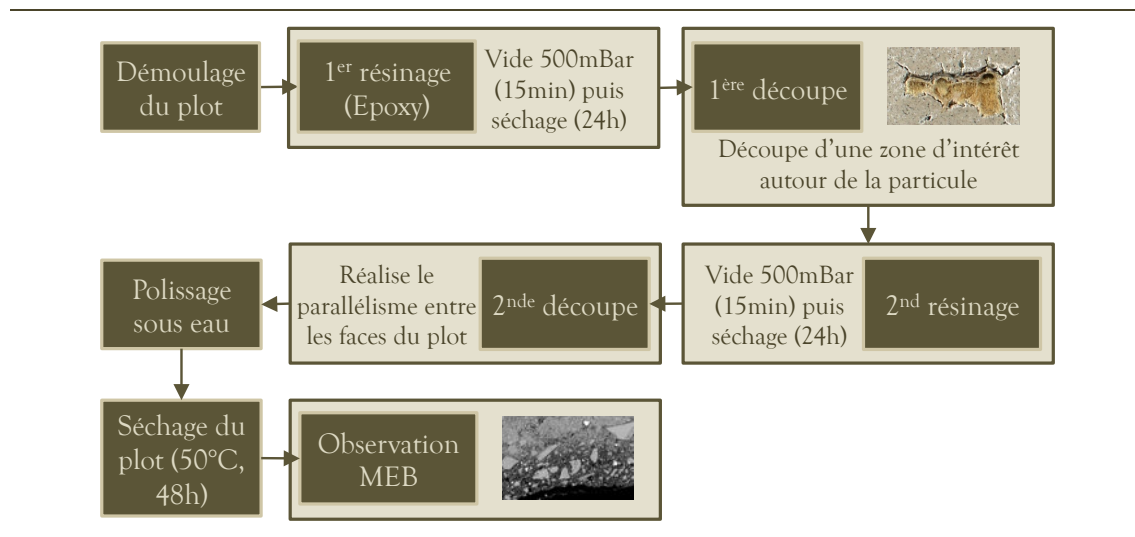 Démoulage
du plot
1er résinage
(Epoxy)
Vide 500mBar
(15min) puis
séchage (24h)
1ère découpe
Découpe d'une zone d'intérêt
autour de la particule
Vide 500mBar
(15min) puis
séchage (24h)
2nd résinage
Réalise le
parallélisme entre
les faces du plot
2nde découpe
Polissage
sous eau
Séchage du
plot (50°C,
48h)
Observation
MEB